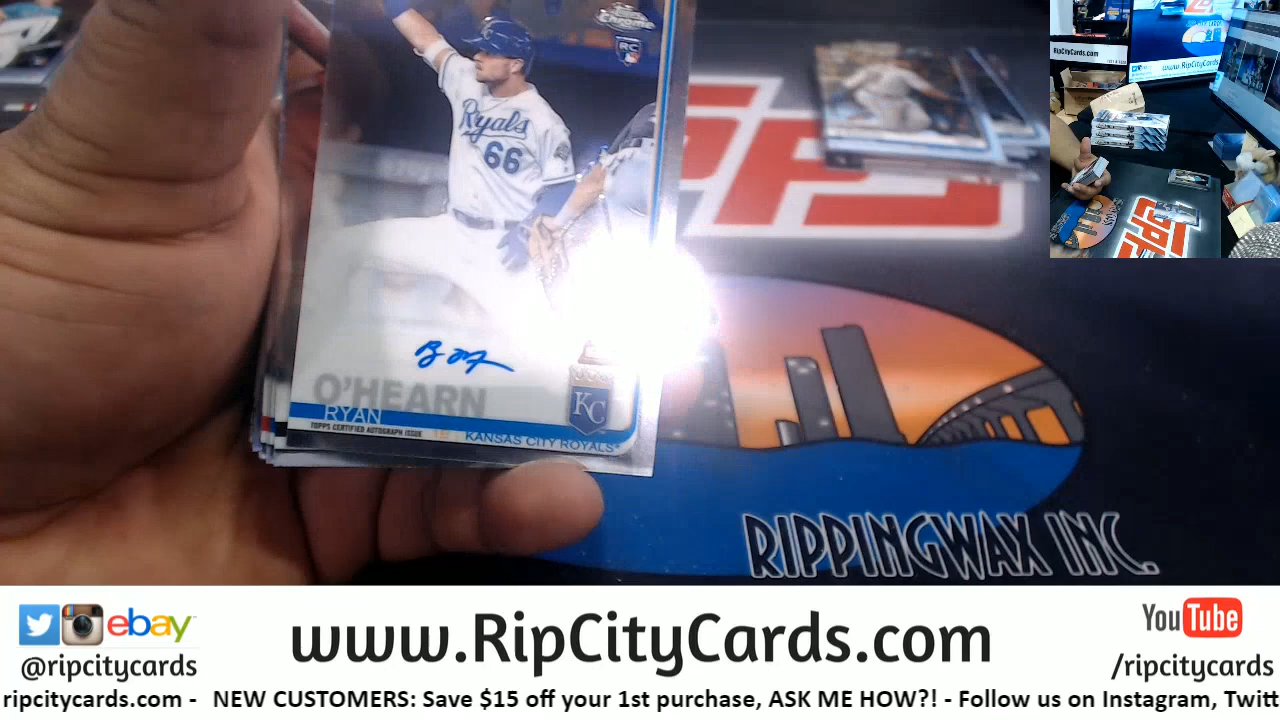 Topps Chrome
RC
Royals
66
O'HEARN
RYAN
TOPPS CERTIFIED AUTOGRAPH ISSUE
KANSAS CITY ROYALS
KC
RIPPINGWAX INC.
RipCityCards.com
www.RipCityCards.com
ebay
@ripcitycards
www.RipCityCards.com
YouTube
/ripcitycards
ripcitycards.com - NEW CUSTOMERS: Save $15 off your 1st purchase, ASK ME HOW?! - Follow us on Instagram, Twitt